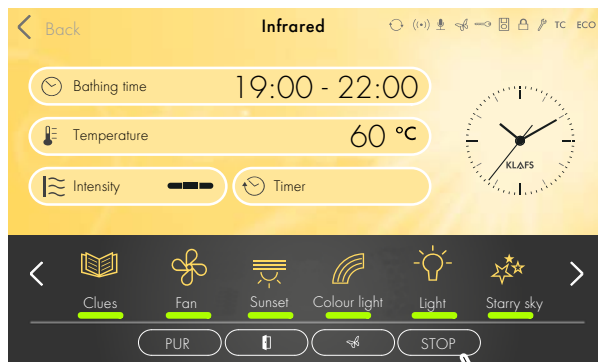 Back
Infrared
TC ECO
Bathing time 19:00 - 22:00
Temperature 60 °C
Intensity
Timer
KLAFS
Clues Fan Sunset Colour light Light Starry sky
PUR STOP